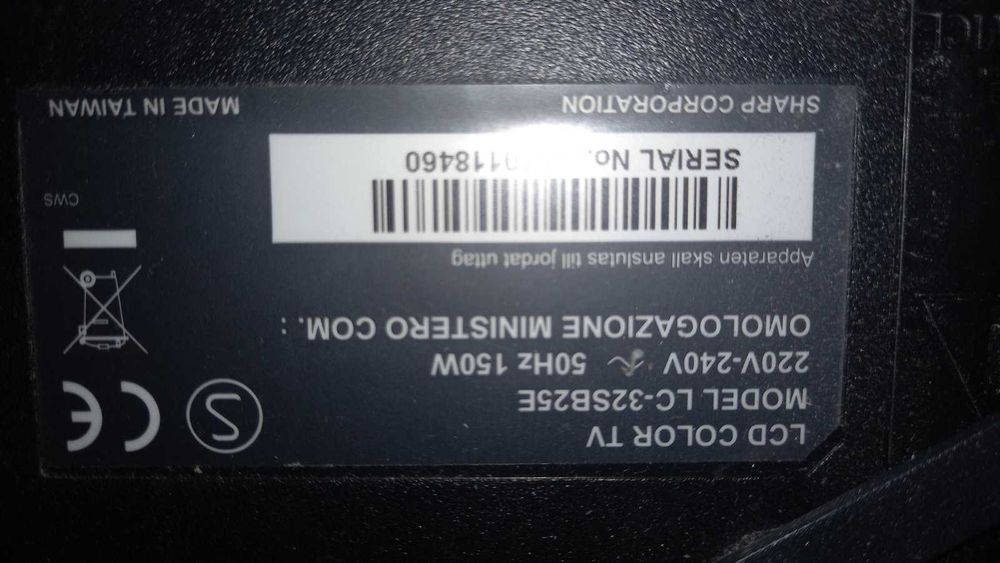 LCD COLOR TV
MODEL LC-32SB25E
220V-240V ~ 50Hz 150W
OMOLOGAZIONE MINISTERO COM. :
Apparaten skall anslutas till jordat uttag
SERIAL No. 0118460
SHARP CORPORATION
MADE IN TAIWAN
S
CE
CWS